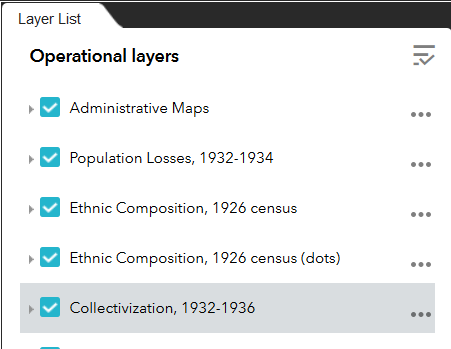 Layer List
Operational layers
Administrative Maps
Population Losses, 1932-1934
Ethnic Composition, 1926 census
Ethnic Composition, 1926 census (dots)
Collectivization, 1932-1936